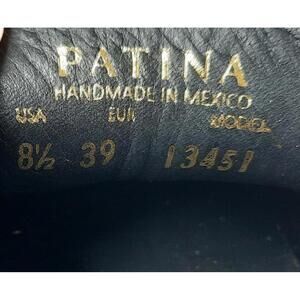 PATINA
HANDMADE IN MEXICO
USA EUR MODEL
8½ 39 13451